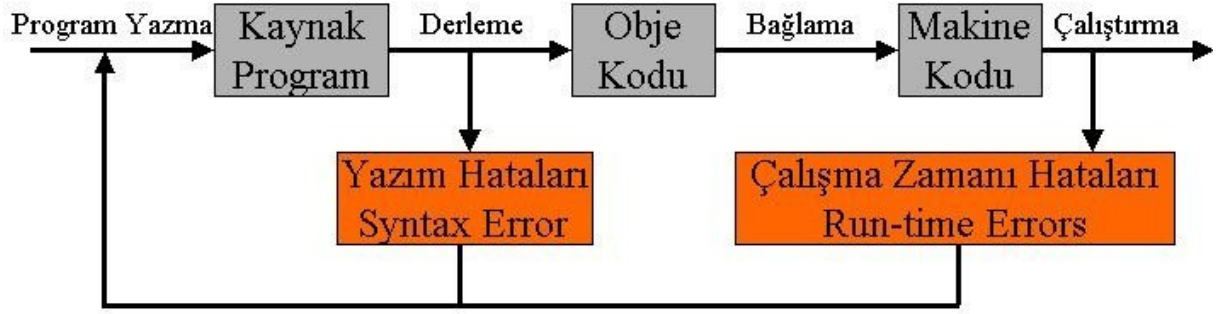 Program Yazma
Kaynak
Program
Derleme
Obje
Kodu
Bağlama
Makine
Kodu
Çalıştırma
Yazım Hataları
Syntax Error
Çalışma Zamanı Hataları
Run-time Errors